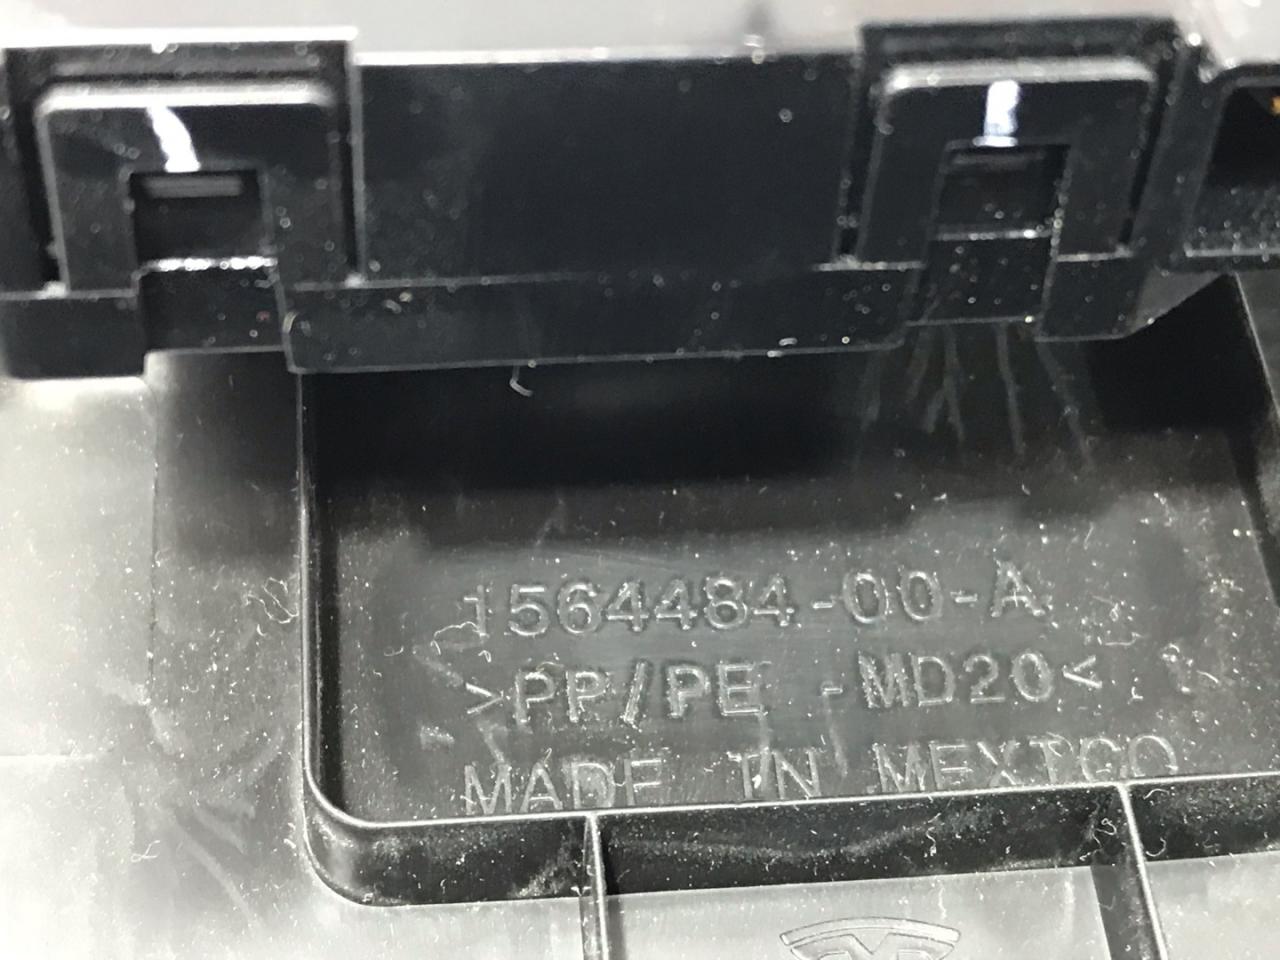 1564484-00-A
>PP/PE -MD20<
MADE IN MEXICO